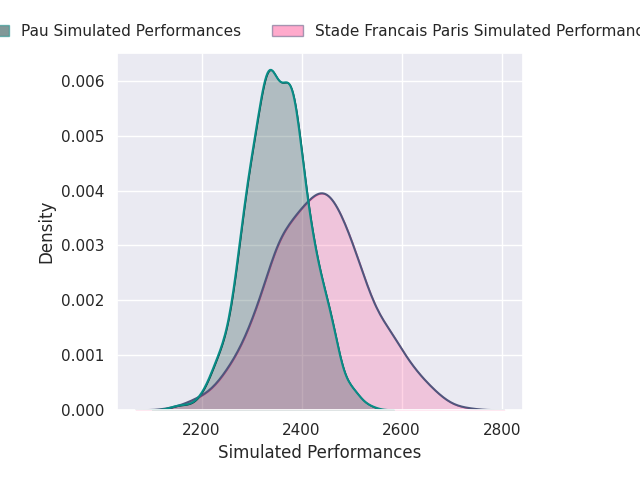 Pau Simulated Performances
Stade Francais Paris Simulated Performanc
0.006
0.005
0.004
0.003
0.002
0.001
0.000
Density
2200 2400 2600 2800
Simulated Performances